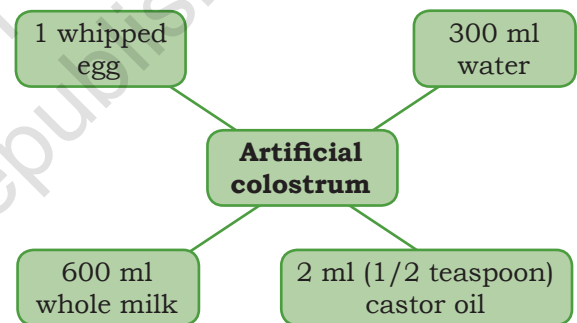 1 whipped
egg
300 ml
water
Artificial
colostrum
600 ml
whole milk
2 ml (1/2 teaspoon)
castor oil